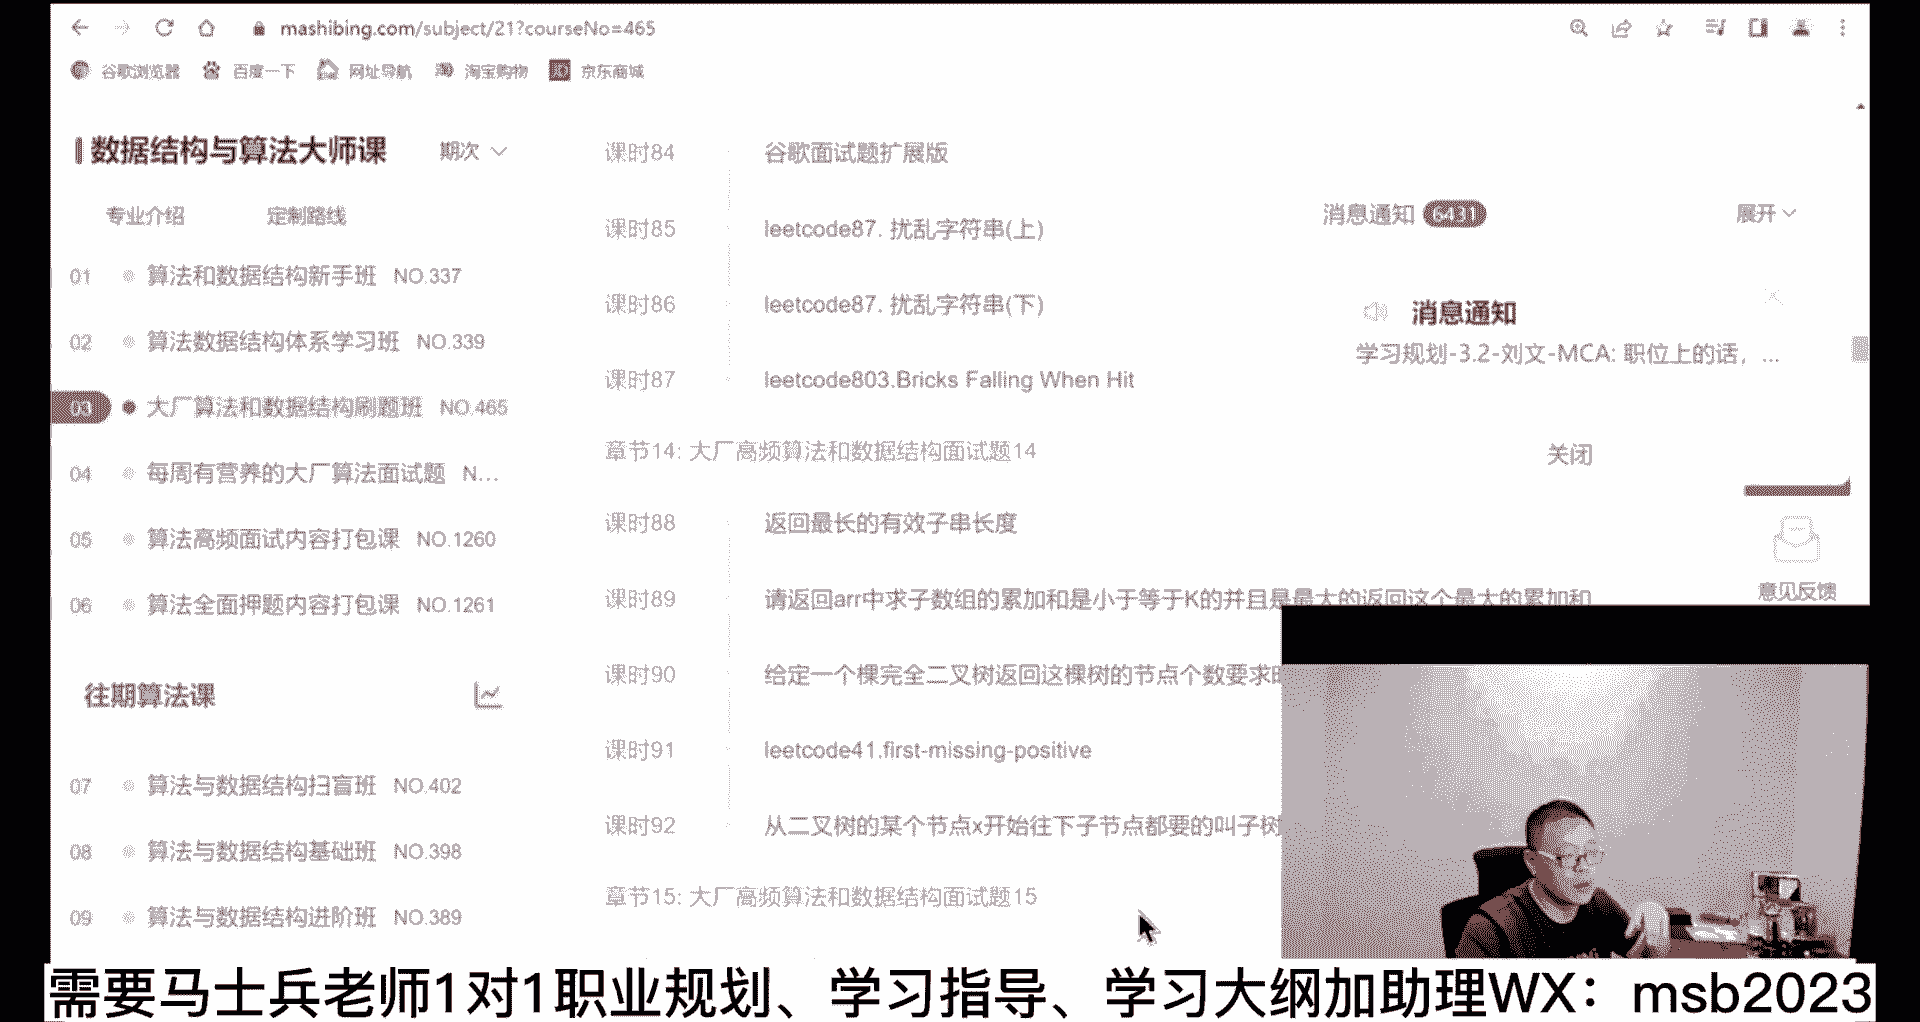 mashibing.com/subject/21?courseNo=465
谷歌浏览器 百度一下 网址导航 淘宝购物 京东商城
数据结构与算法大师课 期次
专业介绍 定制路线
01 算法和数据结构新手班 NO.337
02 算法数据结构体系学习班 NO.339
03 大厂算法和数据结构刷题班 NO.465
04 每周有营养的大厂算法面试题 N...
05 算法高频面试内容打包课 NO.1260
06 算法全面押题内容打包课 NO.1261
往期算法课
07 算法与数据结构扫盲班 NO.402
08 算法与数据结构基础班 NO.398
09 算法与数据结构进阶班 NO.389
课时84 谷歌面试题扩展版
课时85 leetcode87. 扰乱字符串(上)
课时86 leetcode87. 扰乱字符串(下)
课时87 leetcode803.Bricks Falling When Hit
章节14: 大厂高频算法和数据结构面试题14
课时88 返回最长的有效子串长度
课时89 请返回arr中求子数组的累加和是小于等于K的并且是最大的返回这个最大的累加和
课时90 给定一个棵完全二叉树返回这棵树的节点个数要求
课时91 leetcode41.first-missing-positive
课时92 从二叉树的某个节点x开始往下子节点都要的叫子树
章节15: 大厂高频算法和数据结构面试题15
消息通知 6431 展开
消息通知
学习规划-3.2-刘文-MCA: 职位上的话，...
关闭
意见反馈
需要马士兵老师1对1职业规划、学习指导、学习大纲加助理WX：msb2023